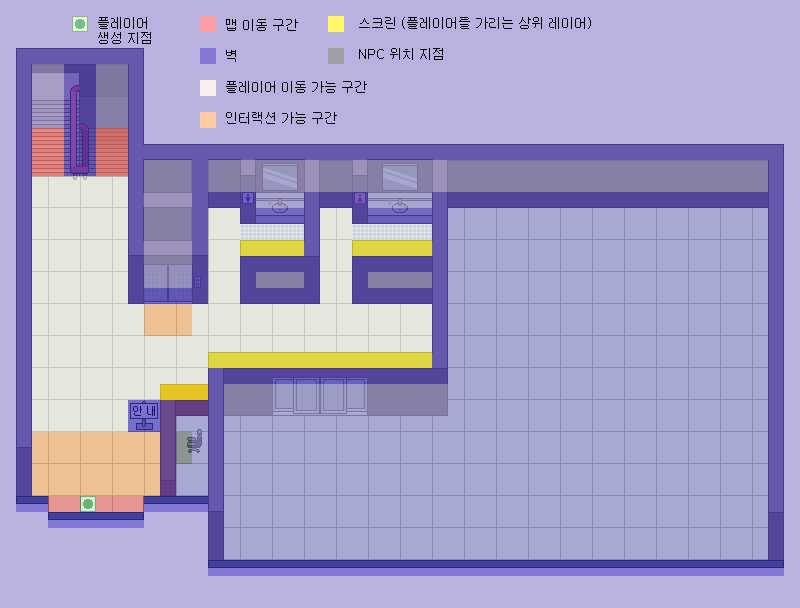 플레이어
생성 지점
맵 이동 구간
스크린 (플레이어를 가리는 상위 레이어)
벽
NPC 위치 지점
플레이어 이동 가능 구간
인터랙션 가능 구간
안 내